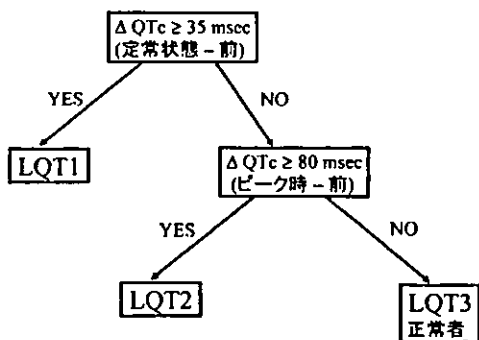 Δ QTc ≥ 35 msec
(定常状態 – 前)
YES
NO
LQT1
Δ QTc ≥ 80 msec
(ピーク時 – 前)
YES
NO
LQT2
LQT3
正常者